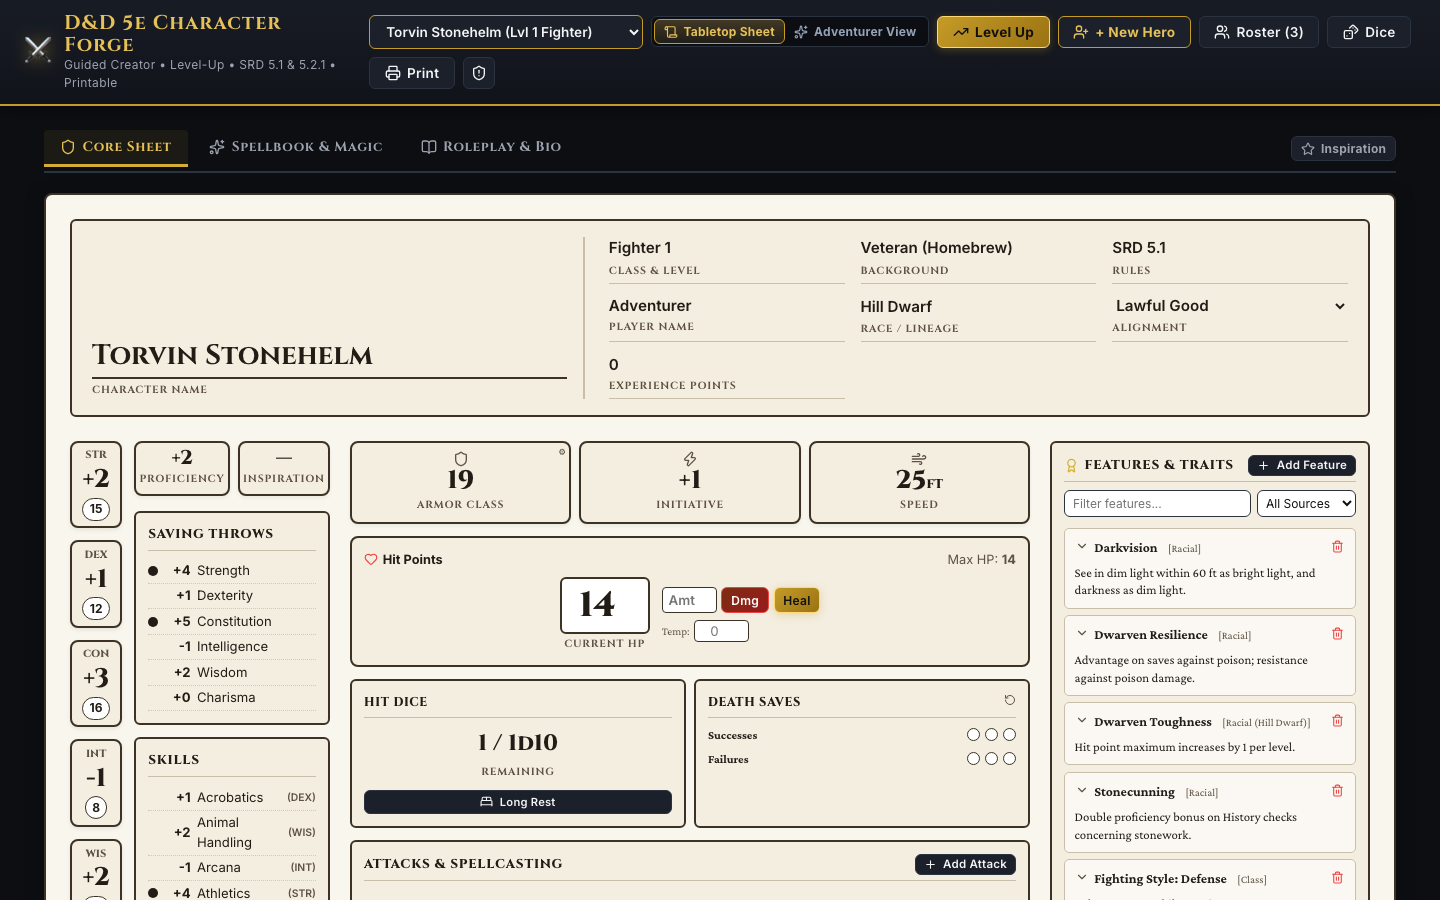 D&D 5e Character
Forge
Guided Creator • Level-Up • SRD 5.1 & 5.2.1 •
Printable
Torvin Stonehelm (Lvl 1 Fighter)
Tabletop Sheet
Adventurer View
Level Up
+ New Hero
Roster (3)
Dice
Print
Core Sheet
Spellbook & Magic
Roleplay & Bio
Inspiration
Torvin Stonehelm
CHARACTER NAME
Fighter 1
CLASS & LEVEL
Veteran (Homebrew)
BACKGROUND
SRD 5.1
RULES
Adventurer
PLAYER NAME
Hill Dwarf
RACE / LINEAGE
Lawful Good
ALIGNMENT
0
EXPERIENCE POINTS
STR
+2
15
DEX
+1
12
CON
+3
16
INT
-1
8
WIS
+2
+2
PROFICIENCY
—
INSPIRATION
SAVING THROWS
+4 Strength
+1 Dexterity
+5 Constitution
-1 Intelligence
+2 Wisdom
+0 Charisma
SKILLS
+1 Acrobatics (DEX)
+2 Animal Handling (WIS)
-1 Arcana (INT)
+4 Athletics (STR)
19
ARMOR CLASS
+1
INITIATIVE
25FT
SPEED
Hit Points
Max HP: 14
14
CURRENT HP
Amt
Dmg
Heal
Temp: 0
HIT DICE
1 / 1D10
REMAINING
Long Rest
DEATH SAVES
Successes
Failures
ATTACKS & SPELLCASTING
+ Add Attack
FEATURES & TRAITS
+ Add Feature
Filter features...
All Sources
Darkvision [Racial]
See in dim light within 60 ft as bright light, and
darkness as dim light.
Dwarven Resilience [Racial]
Advantage on saves against poison; resistance
against poison damage.
Dwarven Toughness [Racial (Hill Dwarf)]
Hit point maximum increases by 1 per level.
Stonecunning [Racial]
Double proficiency bonus on History checks
concerning stonework.
Fighting Style: Defense [Class]